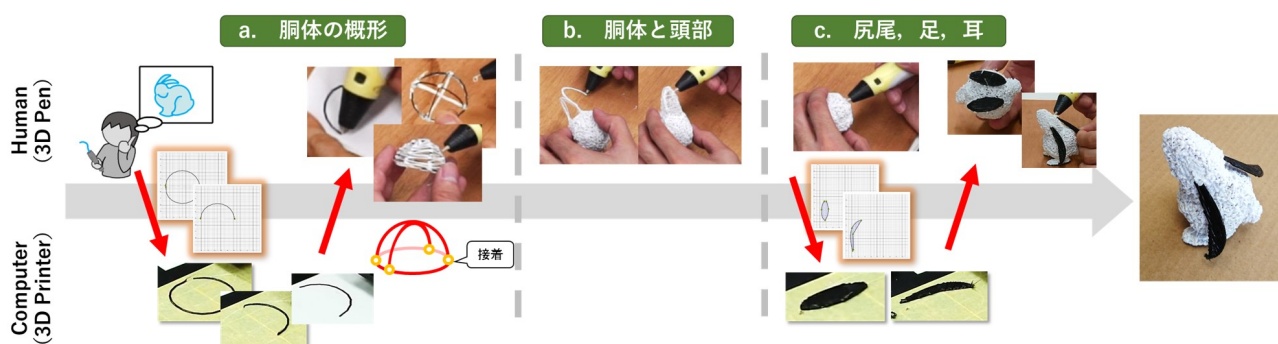 a. 胴体の概形
b. 胴体と頭部
c. 尻尾，足，耳
Human
(3D Pen)
接着
Computer
(3D Printer)